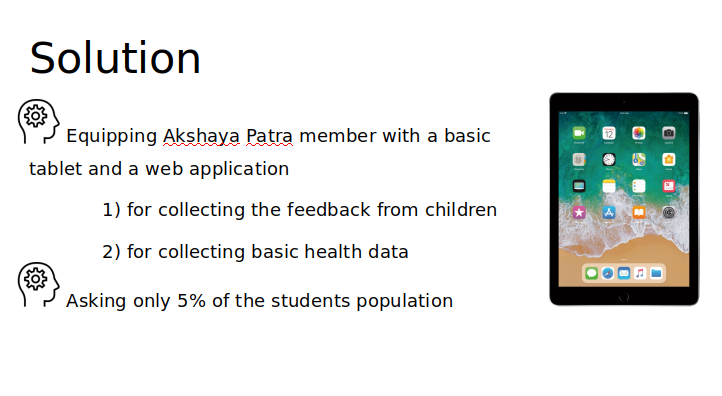 Solution
Equipping Akshaya Patra member with a basic
tablet and a web application
1) for collecting the feedback from children
2) for collecting basic health data
Asking only 5% of the students population
12